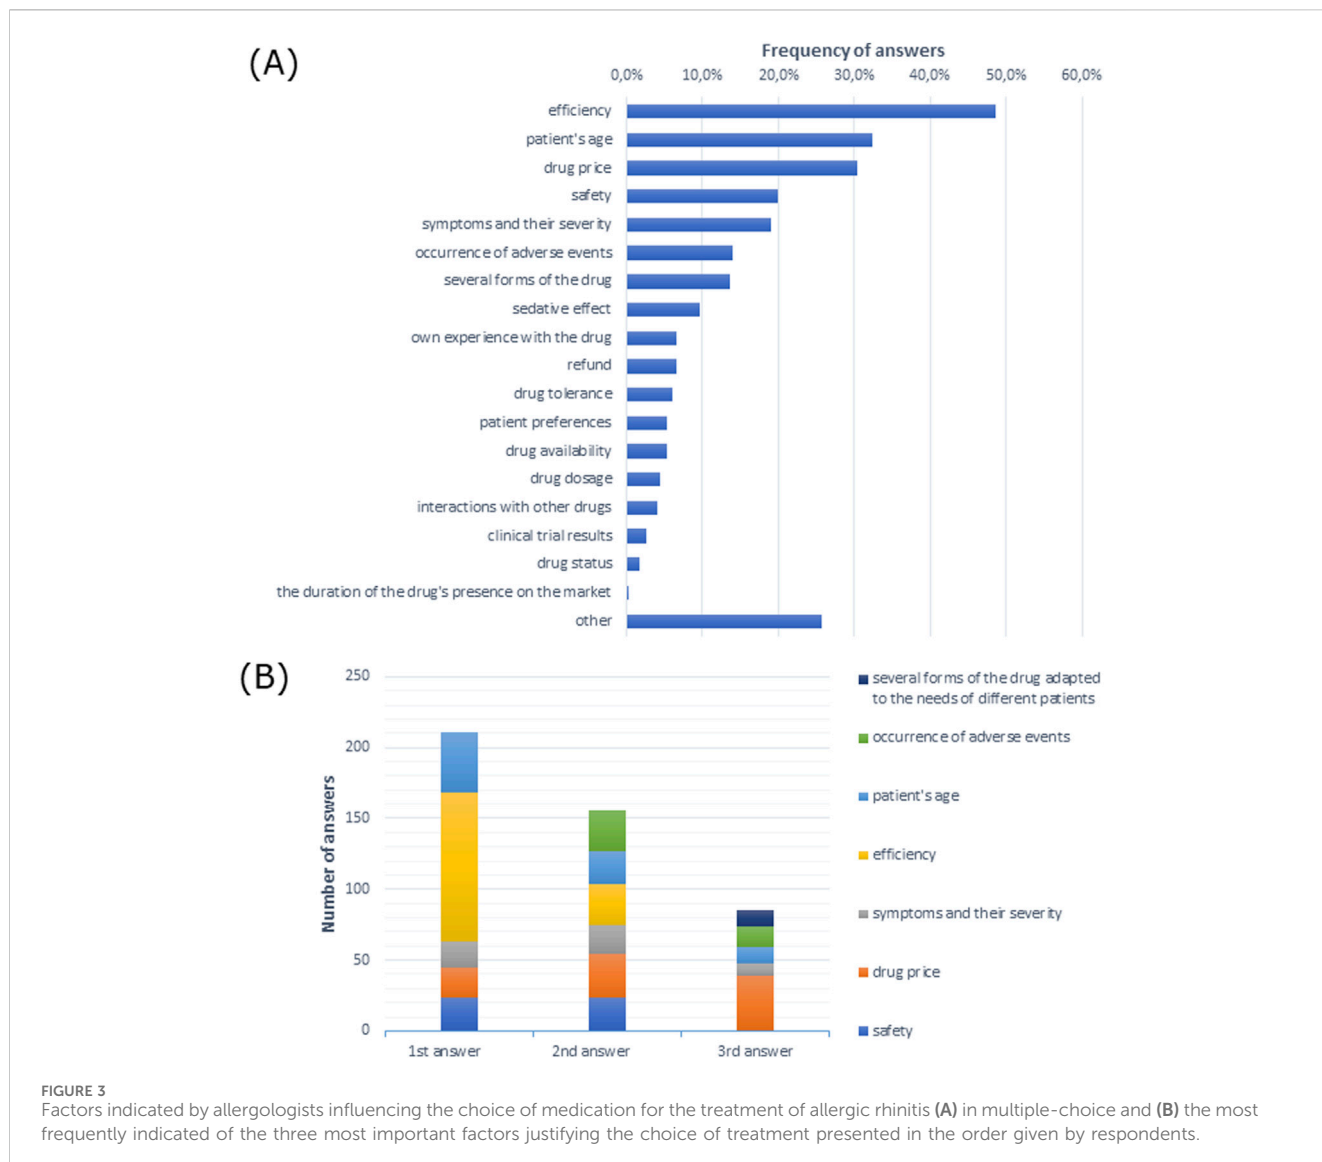 (A)
Frequency of answers
0,0% 10,0% 20,0% 30,0% 40,0% 50,0% 60,0%
efficiency
patient's age
drug price
safety
symptoms and their severity
occurrence of adverse events
several forms of the drug
sedative effect
own experience with the drug
refund
drug tolerance
patient preferences
drug availability
drug dosage
interactions with other drugs
clinical trial results
drug status
the duration of the drug's presence on the market
other
(B)
Number of answers
250
200
150
100
50
0
1st answer 2nd answer 3rd answer
several forms of the drug adapted
to the needs of different patients
occurrence of adverse events
patient's age
efficiency
symptoms and their severity
drug price
safety
FIGURE 3
Factors indicated by allergologists influencing the choice of medication for the treatment of allergic rhinitis (A) in multiple-choice and (B) the most
frequently indicated of the three most important factors justifying the choice of treatment presented in the order given by respondents.